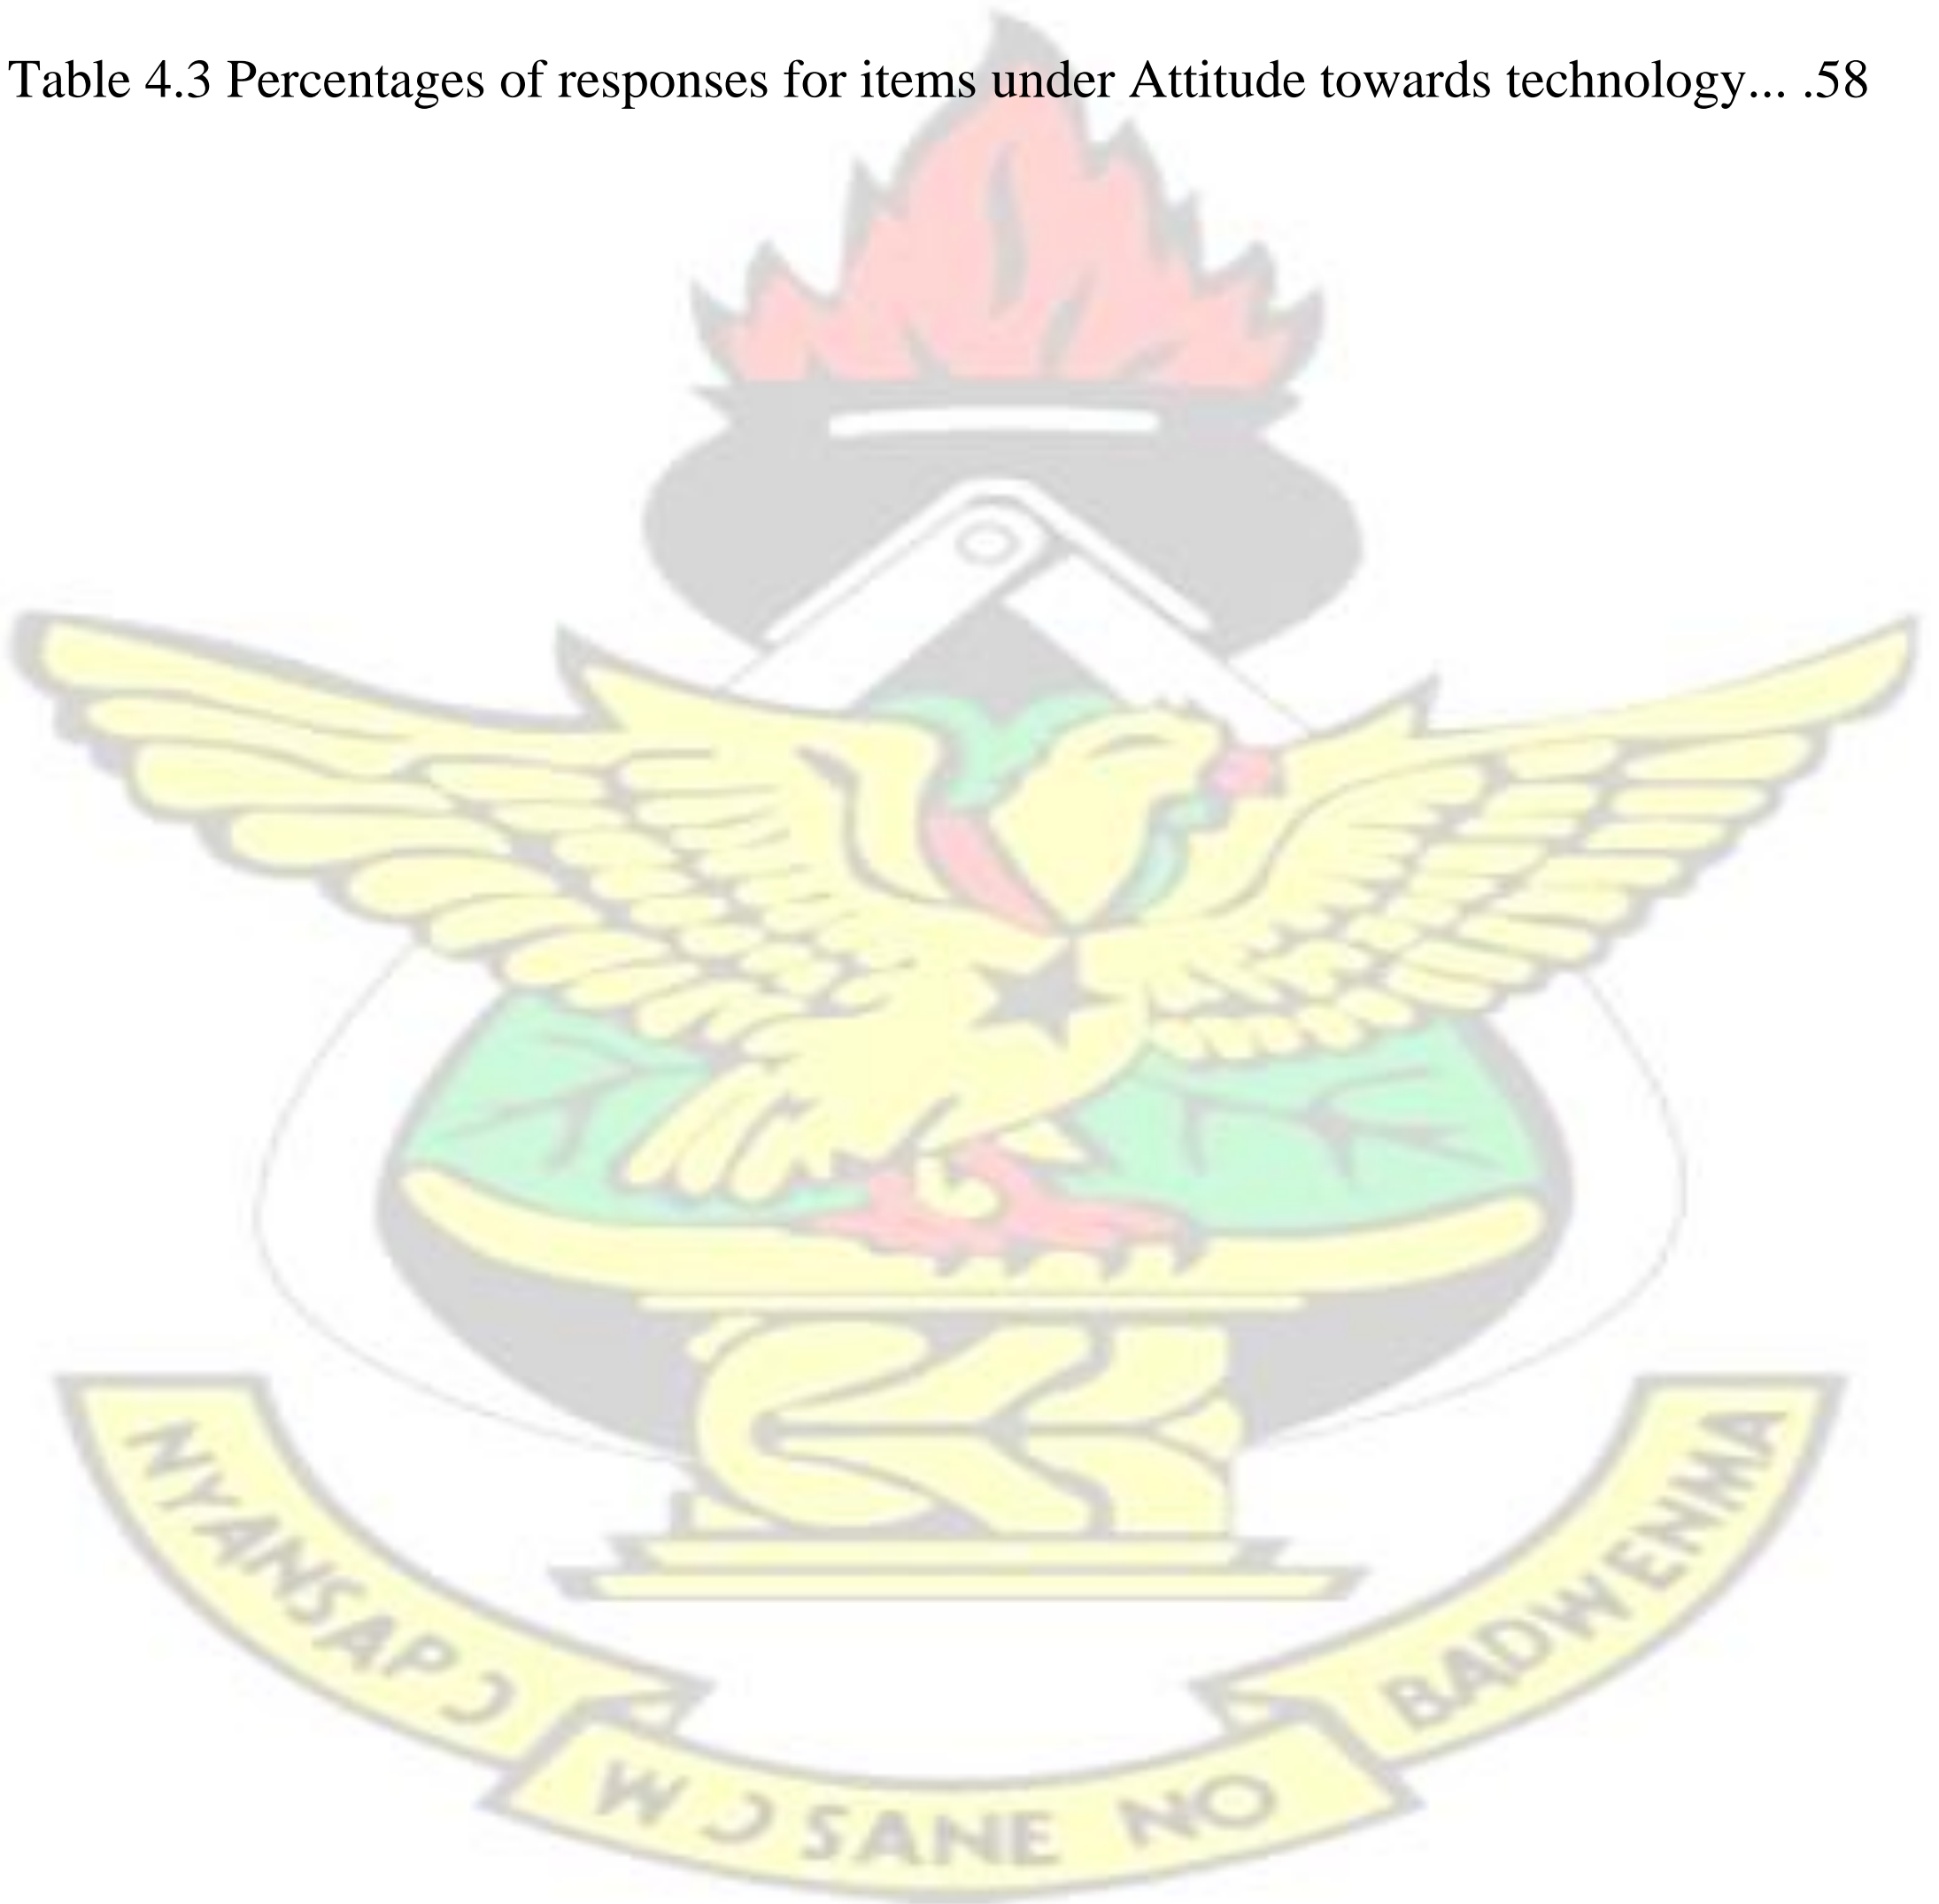 Table 4.3 Percentages of responses for items under Attitude towards technology... .58
NYANSAPƆ
WƆSANE NO
BADWENMA